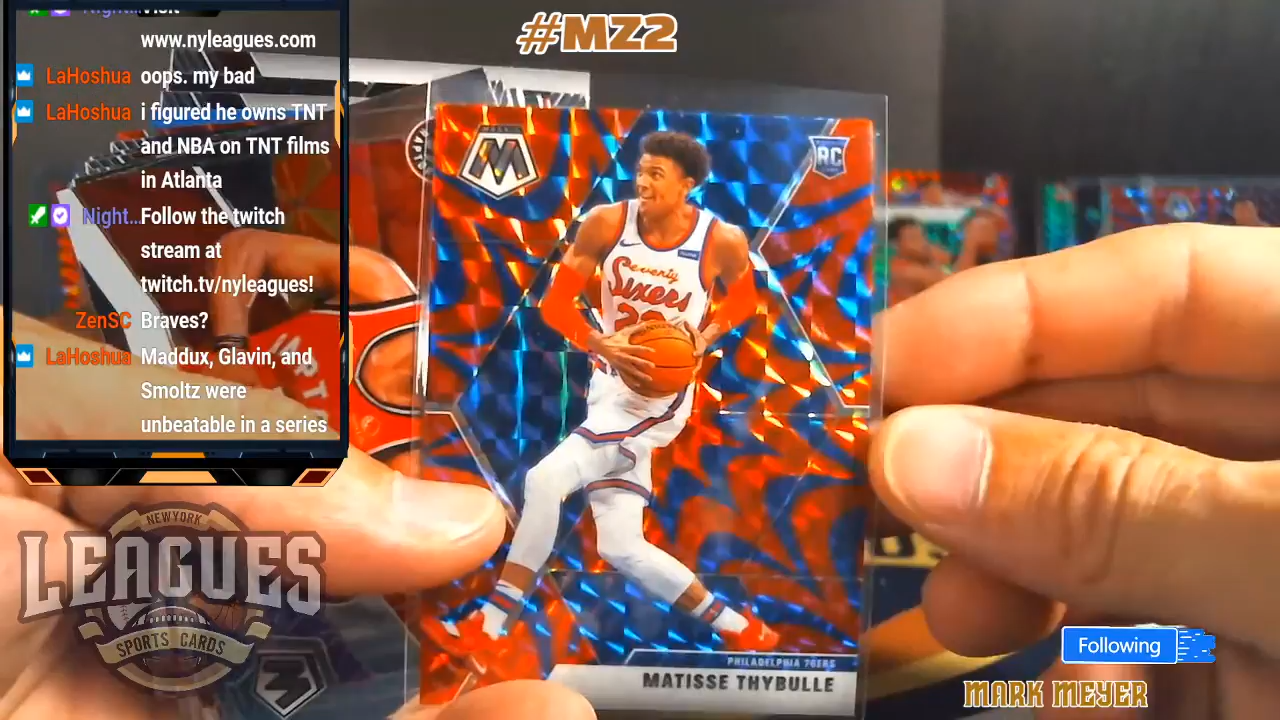 #MZ2
www.nyleagues.com
LaHoshua oops. my bad
LaHoshua i figured he owns TNT
and NBA on TNT films
in Atlanta
Night... Follow the twitch
stream at
twitch.tv/nyleagues!
ZenSC Braves?
LaHoshua Maddux, Glavin, and
Smoltz were
unbeatable in a series
RC
Seventy
Sixers
PHILADELPHIA 76ERS
MATISSE THYBULLE
NEWYORK
LEAGUES
SPORTS CARDS
Following
MARK MEYER